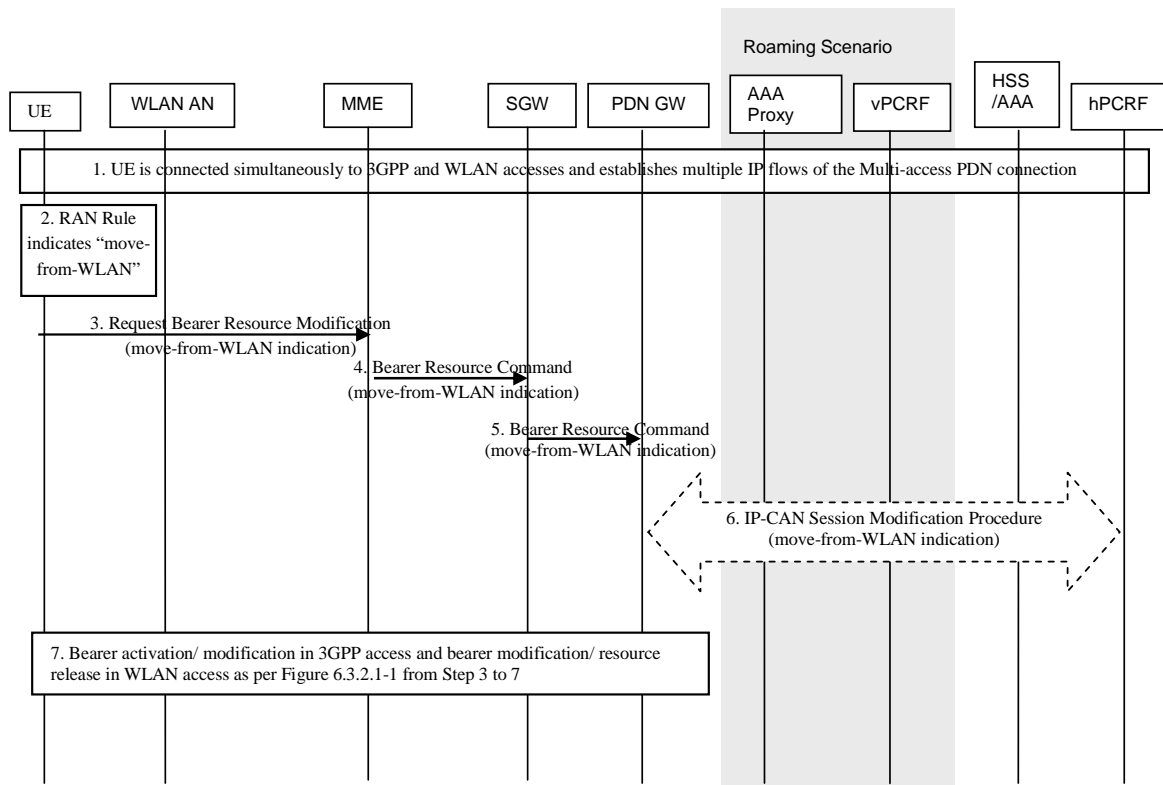 Roaming Scenario
UE
WLAN AN
MME
SGW
PDN GW
AAA
Proxy
vPCRF
HSS
/AAA
hPCRF
1. UE is connected simultaneously to 3GPP and WLAN accesses and establishes multiple IP flows of the Multi-access PDN connection
2. RAN Rule
indicates “move-
from-WLAN”
3. Request Bearer Resource Modification
(move-from-WLAN indication)
4. Bearer Resource Command
(move-from-WLAN indication)
5. Bearer Resource Command
(move-from-WLAN indication)
6. IP-CAN Session Modification Procedure
(move-from-WLAN indication)
7. Bearer activation/ modification in 3GPP access and bearer modification/ resource
release in WLAN access as per Figure 6.3.2.1-1 from Step 3 to 7